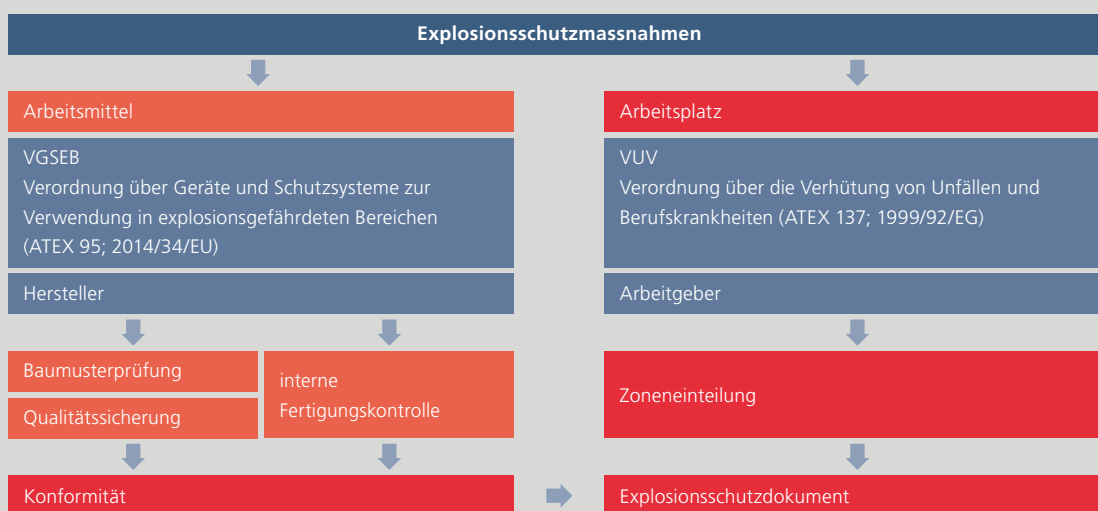 Explosionsschutzmassnahmen
Arbeitsmittel
VGSEB
Verordnung über Geräte und Schutzsysteme zur
Verwendung in explosionsgefährdeten Bereichen
(ATEX 95; 2014/34/EU)
Hersteller
Baumusterprüfung
Qualitätssicherung
interne
Fertigungskontrolle
Konformität
Arbeitsplatz
VUV
Verordnung über die Verhütung von Unfällen und
Berufskrankheiten (ATEX 137; 1999/92/EG)
Arbeitgeber
Zoneneinteilung
Explosionsschutzdokument